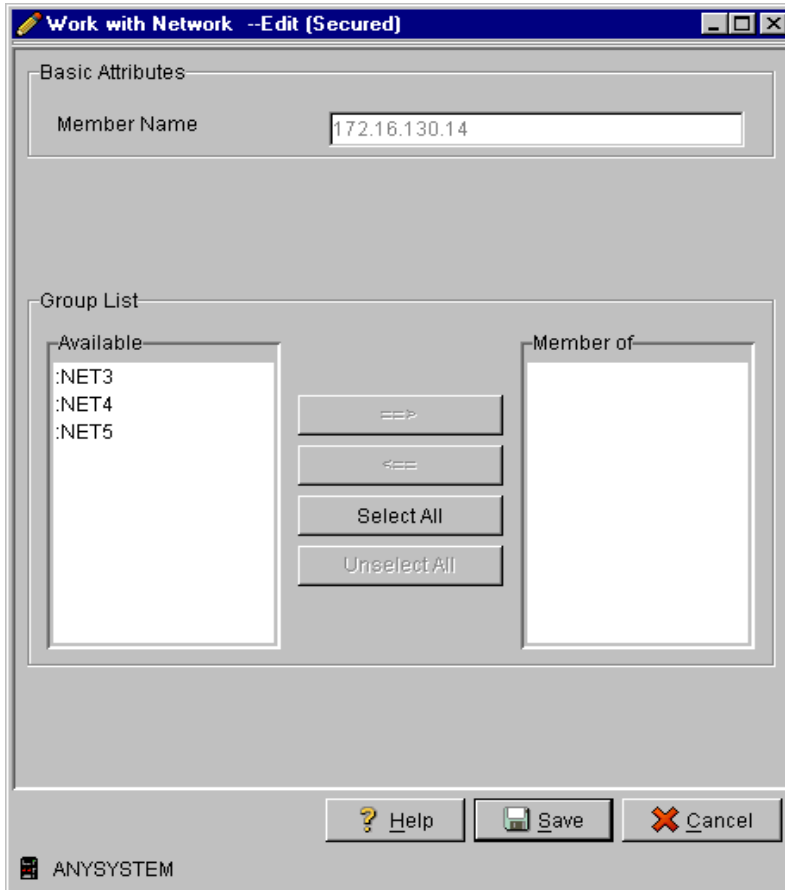 Work with Network --Edit (Secured)
Basic Attributes
Member Name
172.16.130.14
Group List
Available
Member of
:NET3
:NET4
:NET5
==>
<==
Select All
Unselect All
Help
Save
Cancel
ANYSYSTEM